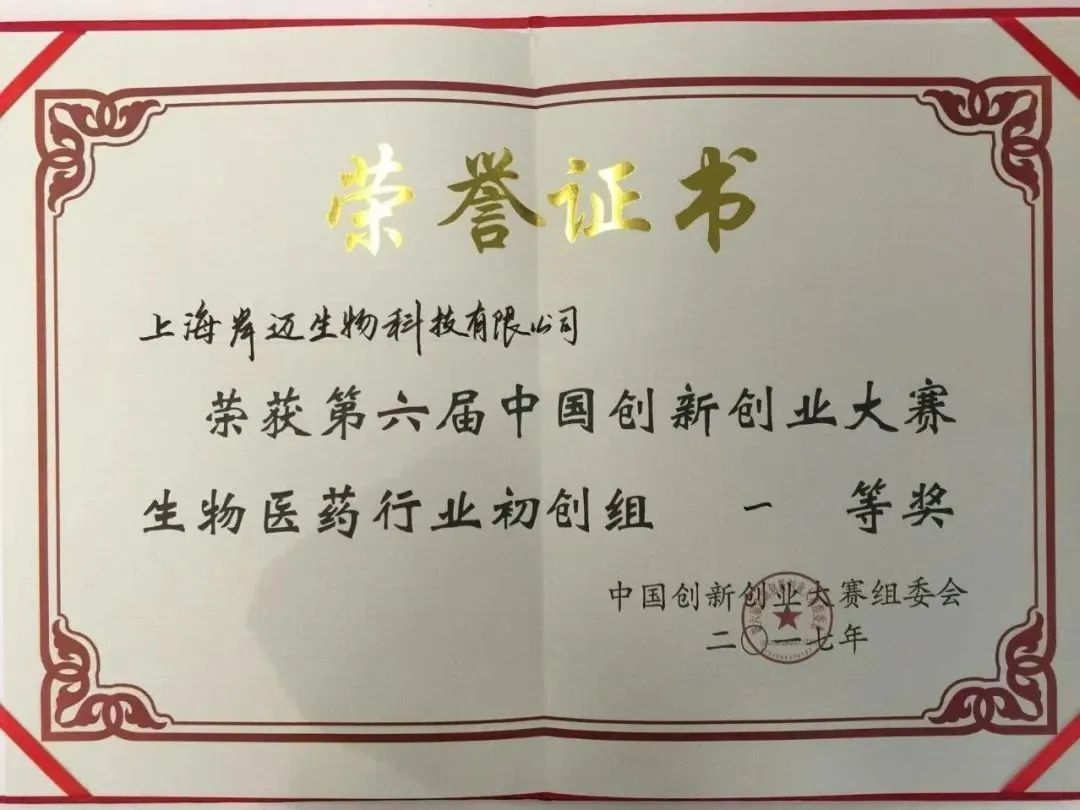 荣誉证书
上海岸迈生物科技有限公司
荣获第六届中国创新创业大赛
生物医药行业初创组 一 等奖
中国创新创业大赛组委会
二〇一七年